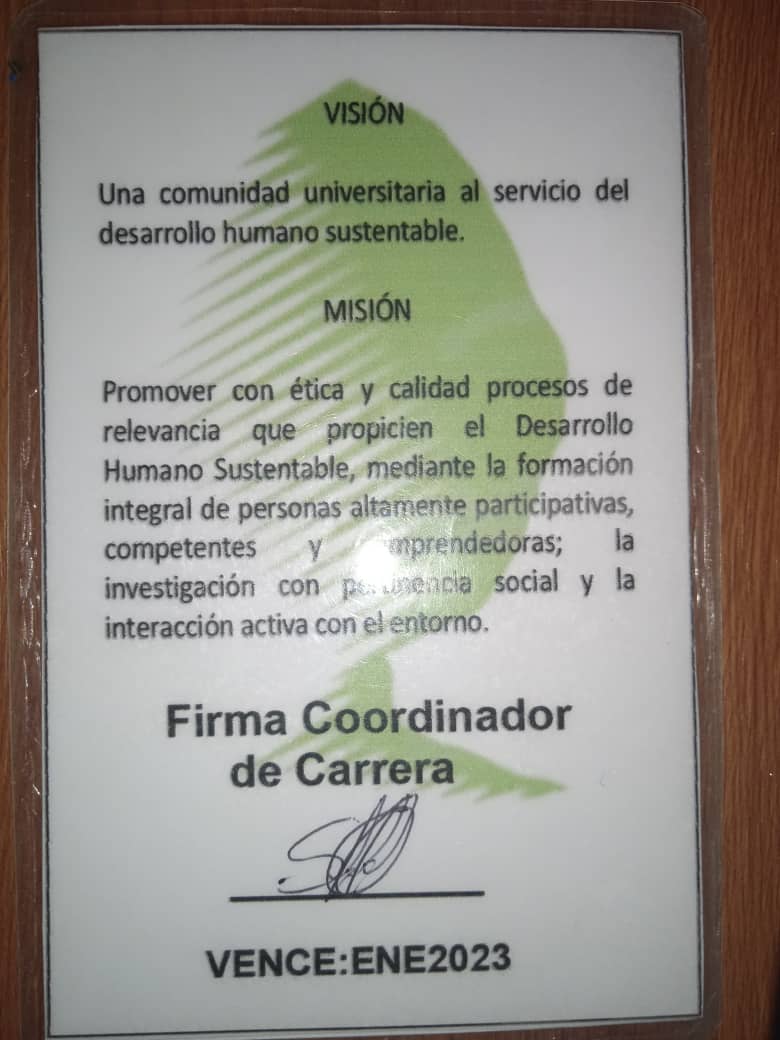 VISIÓN
Una comunidad universitaria al servicio del
desarrollo humano sustentable.
MISIÓN
Promover con ética y calidad procesos de
relevancia que propicien el Desarrollo
Humano Sustentable, mediante la formación
integral de personas altamente participativas,
competentes y emprendedoras; la
investigación con pertinencia social y la
interacción activa con el entorno.
Firma Coordinador
de Carrera
VENCE:ENE2023